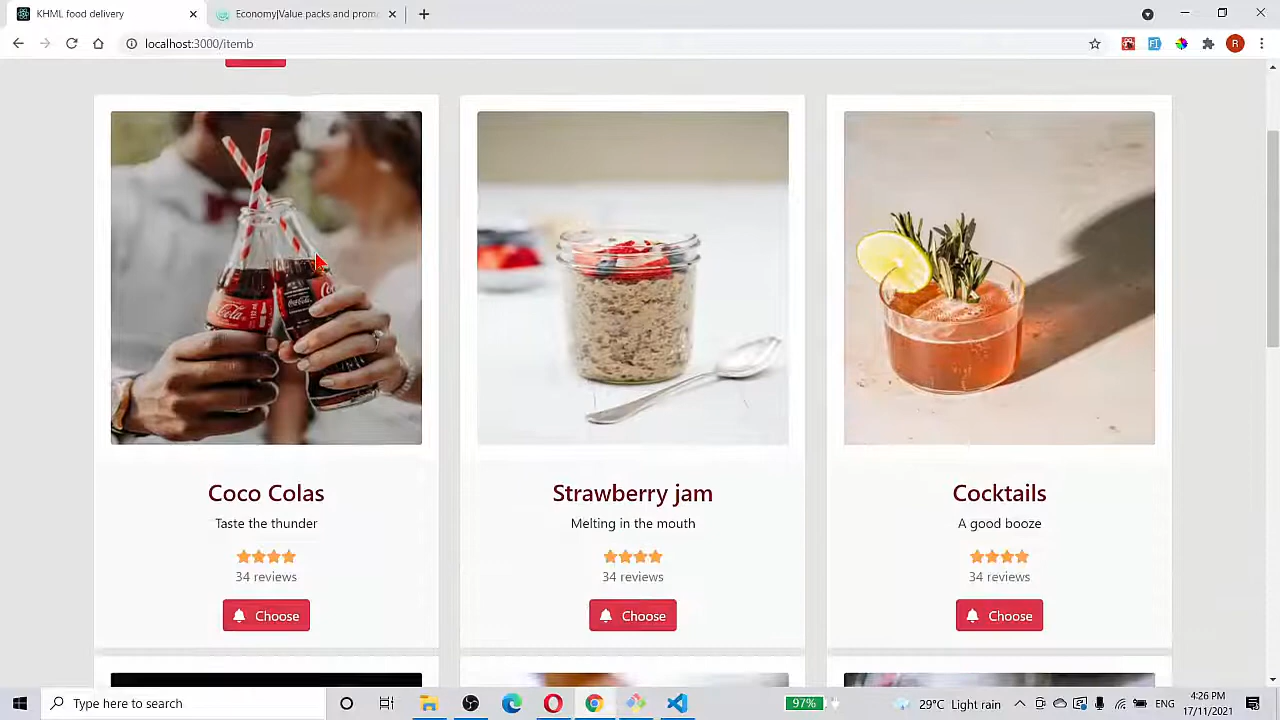 KHML food delivery
Economy|Value packs and prom
localhost:3000/itemb
R
Coca-Cola
Coco Colas
Taste the thunder
34 reviews
Choose
Strawberry jam
Melting in the mouth
34 reviews
Choose
Cocktails
A good booze
34 reviews
Choose
Type here to search
97%
29°C Light rain
ENG
4:26 PM
17/11/2021